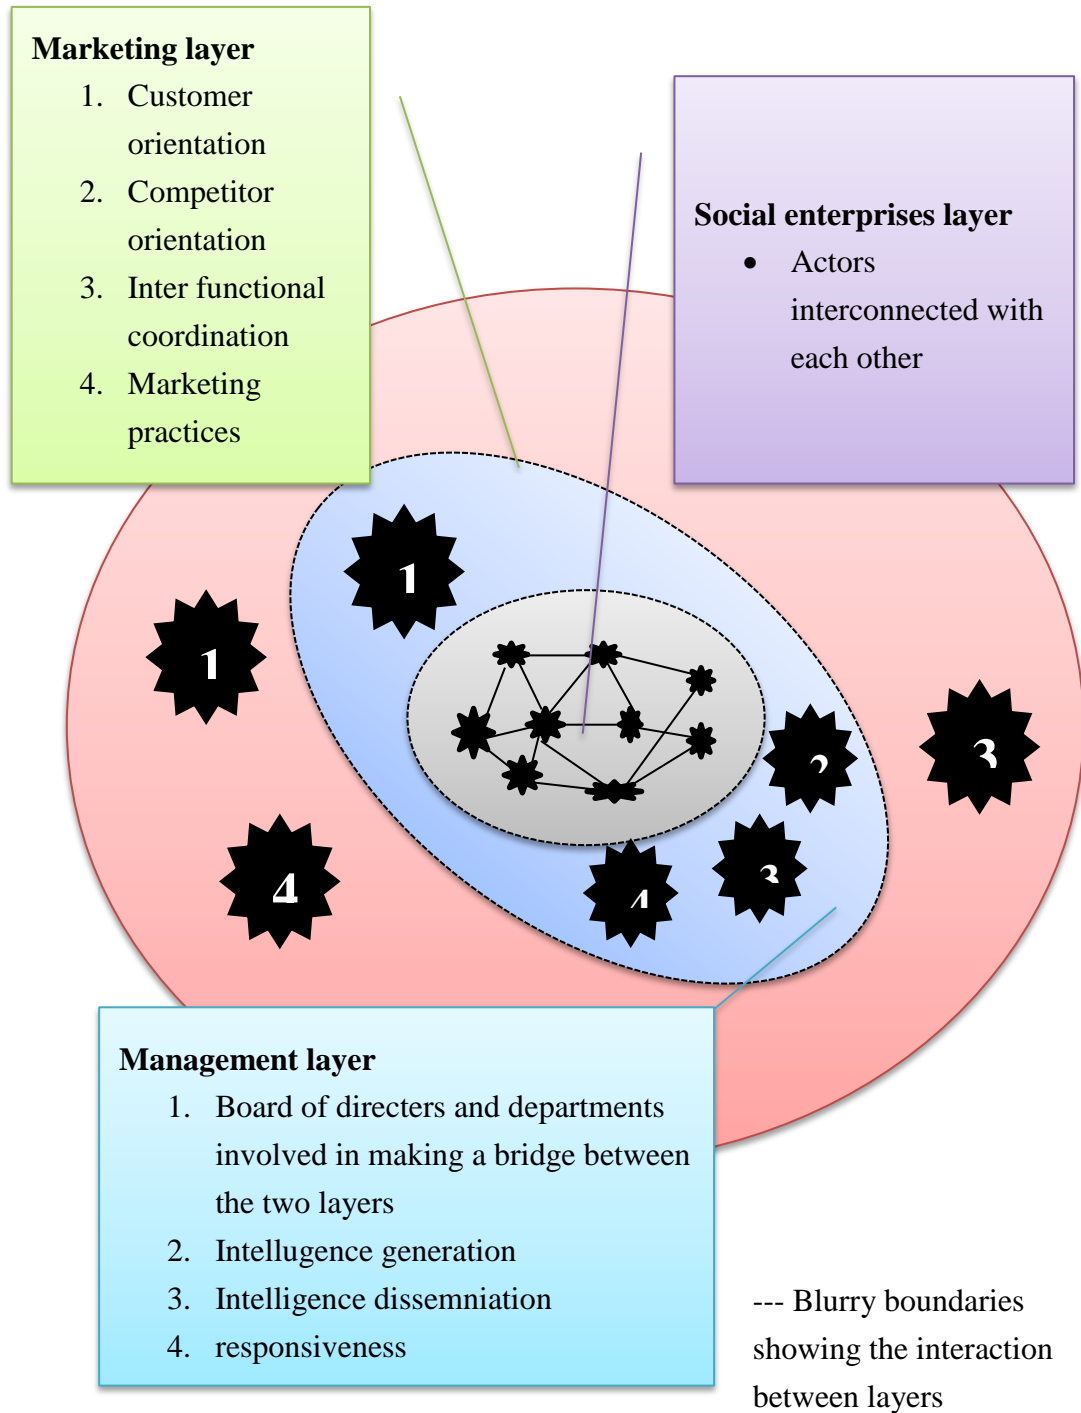 Marketing layer
1. Customer
orientation
2. Competitor
orientation
3. Inter functional
coordination
4. Marketing
practices
Social enterprises layer
• Actors
interconnected with
each other
1
1
2
3
4
3
4
Management layer
1. Board of directers and departments
involved in making a bridge between
the two layers
2. Intellugence generation
3. Intelligence dissemniation
4. responsiveness
--- Blurry boundaries
showing the interaction
between layers